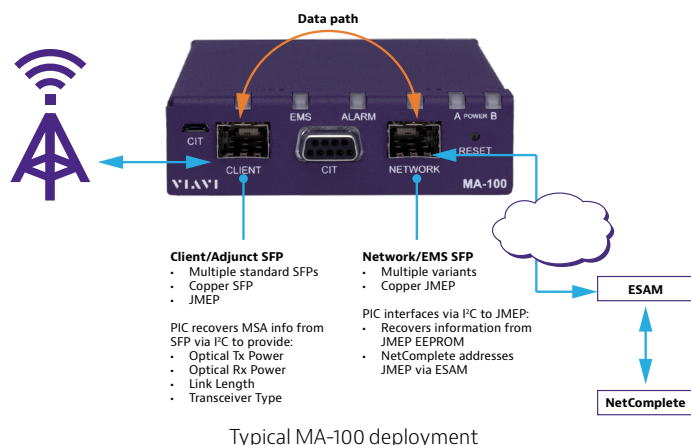 Data path
EMS
ALARM
A POWER B
CIT
RESET
CLIENT
CIT
NETWORK
VIAVI
MA-100
Client/Adjunct SFP
• Multiple standard SFPs
• Copper SFP
• JMEP
PIC recovers MSA info from
SFP via I²C to provide:
• Optical Tx Power
• Optical Rx Power
• Link Length
• Transceiver Type
Network/EMS SFP
• Multiple variants
• Copper JMEP
PIC interfaces via I²C to JMEP:
• Recovers information from
JMEP EEPROM
• NetComplete addresses
JMEP via ESAM
ESAM
NetComplete
Typical MA-100 deployment